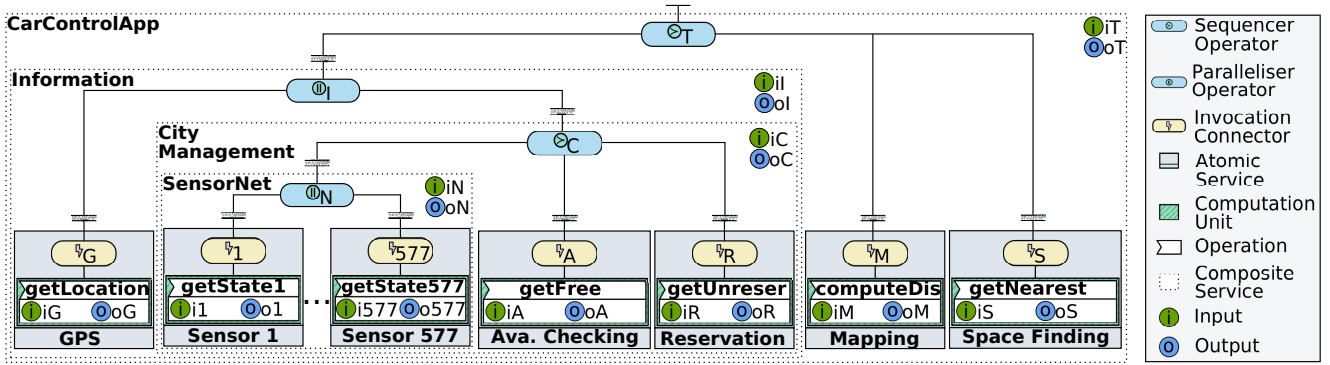 CarControlApp
T
i iT
o oT
Information
I
i iI
o oI
City
Management
C
i iC
o oC
SensorNet
N
i iN
o oN
G
1
577
A
R
M
S
getLocation
i iG o oG
GPS
getState1
i i1 o o1
Sensor 1
...
getState577
i i577 o o577
Sensor 577
getFree
i iA o oA
Ava. Checking
getUnreser
i iR o oR
Reservation
computeDis
i iM o oM
Mapping
getNearest
i iS o oS
Space Finding
Sequencer
Operator
Paralleliser
Operator
Invocation
Connector
Atomic
Service
Computation
Unit
Operation
Composite
Service
i Input
o Output